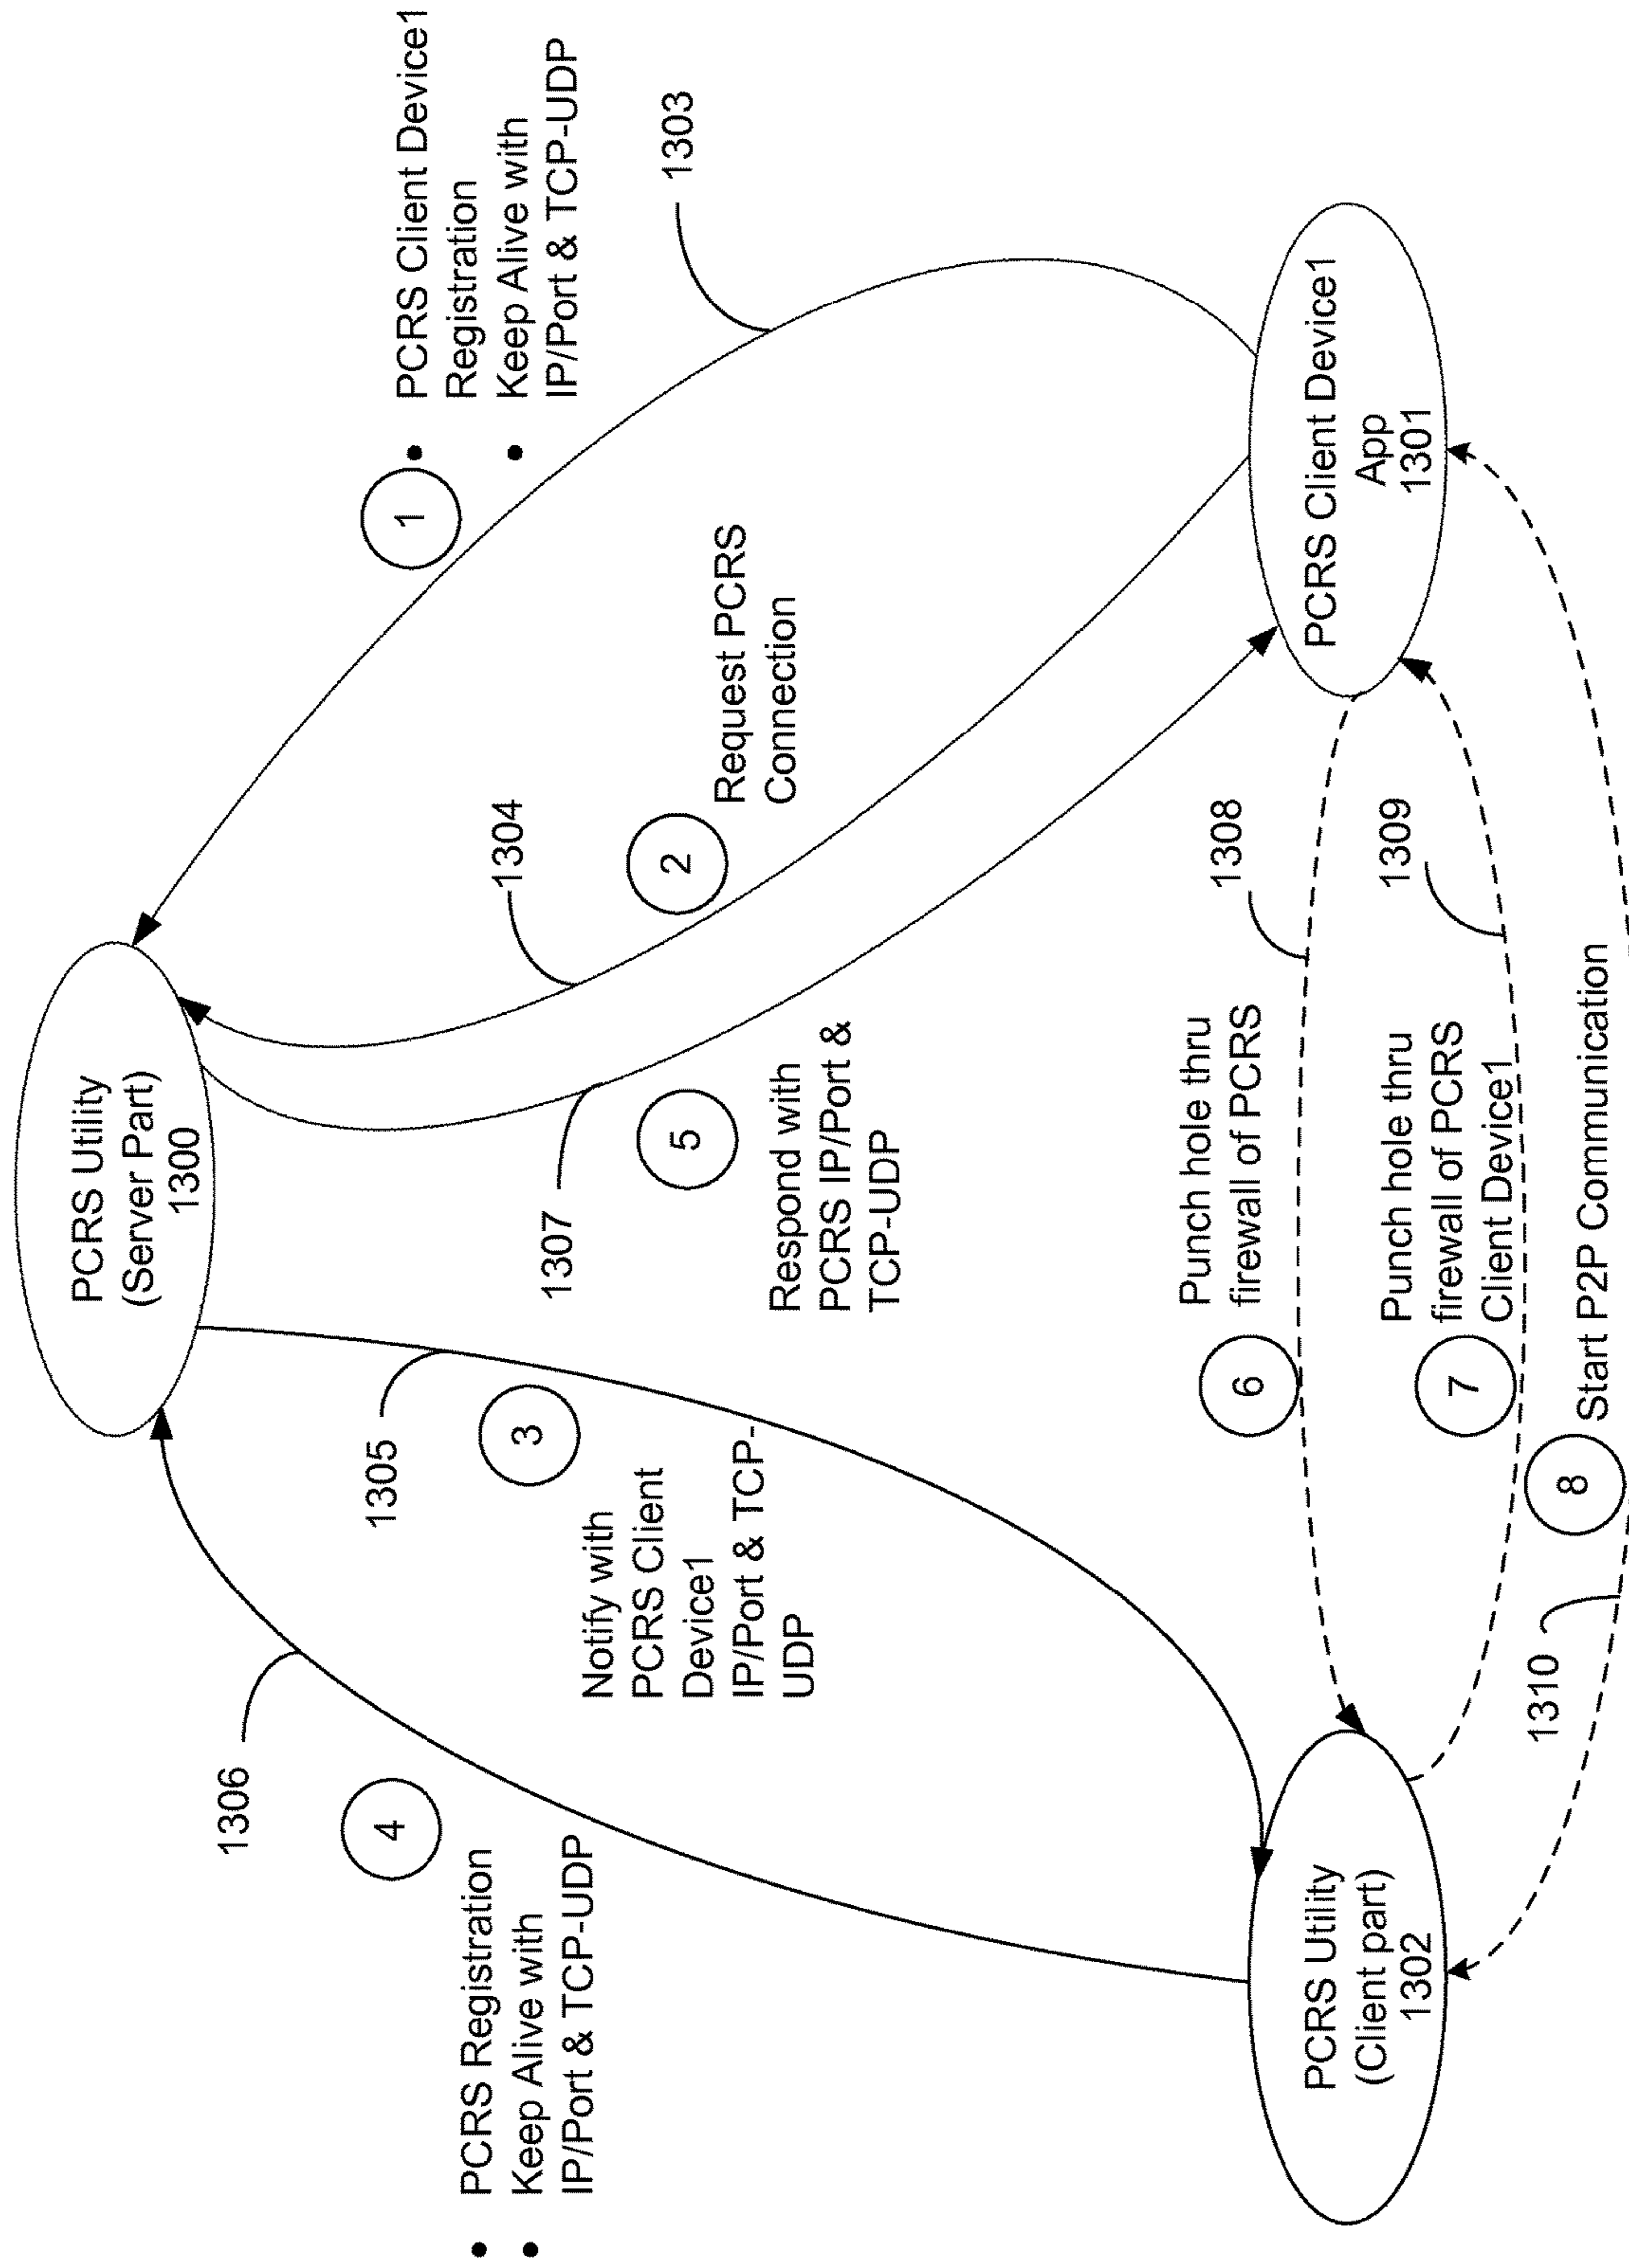 PCRS Utility
(Server Part)
1300
1306
4
• PCRS Registration
• Keep Alive with
IP/Port & TCP-UDP
1305
3
Notify with
PCRS Client
Device1
IP/Port & TCP-
UDP
1307
5
Respond with
PCRS IP/Port &
TCP-UDP
1304
2
Request PCRS
Connection
1
• PCRS Client Device1
Registration
• Keep Alive with
IP/Port & TCP-UDP
1303
PCRS Utility
(Client part)
1302
PCRS Client Device1
App
1301
6
Punch hole thru
firewall of PCRS
1308
7
Punch hole thru
firewall of PCRS
Client Device1
1309
8
Start P2P Communication
1310